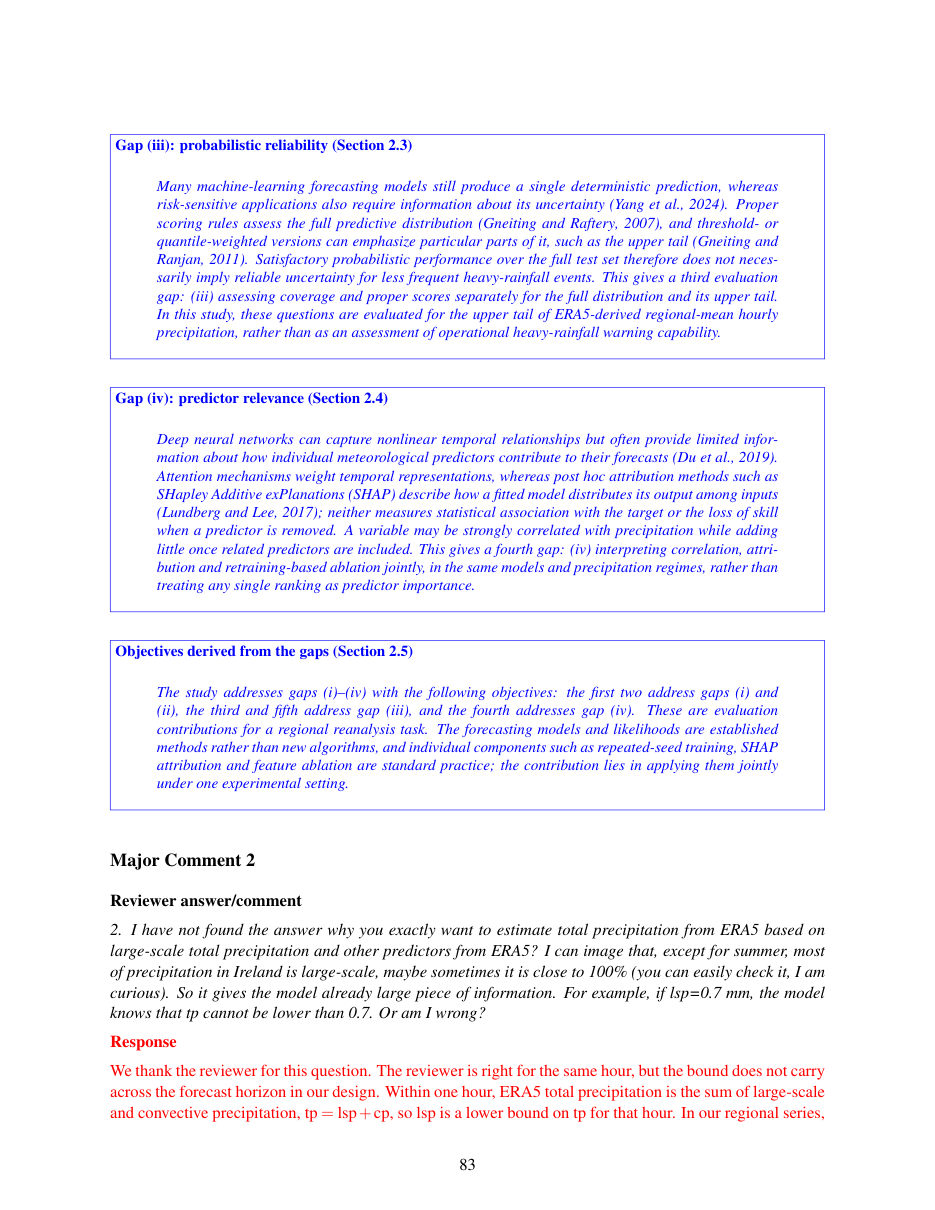 Gap (iii): probabilistic reliability (Section 2.3)
Many machine-learning forecasting models still produce a single deterministic prediction, whereas
risk-sensitive applications also require information about its uncertainty (Yang et al., 2024). Proper
scoring rules assess the full predictive distribution (Gneiting and Raftery, 2007), and threshold- or
quantile-weighted versions can emphasize particular parts of it, such as the upper tail (Gneiting and
Ranjan, 2011). Satisfactory probabilistic performance over the full test set therefore does not neces-
sarily imply reliable uncertainty for less frequent heavy-rainfall events. This gives a third evaluation
gap: (iii) assessing coverage and proper scores separately for the full distribution and its upper tail.
In this study, these questions are evaluated for the upper tail of ERA5-derived regional-mean hourly
precipitation, rather than as an assessment of operational heavy-rainfall warning capability.
Gap (iv): predictor relevance (Section 2.4)
Deep neural networks can capture nonlinear temporal relationships but often provide limited infor-
mation about how individual meteorological predictors contribute to their forecasts (Du et al., 2019).
Attention mechanisms weight temporal representations, whereas post hoc attribution methods such as
SHapley Additive exPlanations (SHAP) describe how a fitted model distributes its output among inputs
(Lundberg and Lee, 2017); neither measures statistical association with the target or the loss of skill
when a predictor is removed. A variable may be strongly correlated with precipitation while adding
little once related predictors are included. This gives a fourth gap: (iv) interpreting correlation, attri-
bution and retraining-based ablation jointly, in the same models and precipitation regimes, rather than
treating any single ranking as predictor importance.
Objectives derived from the gaps (Section 2.5)
The study addresses gaps (i)–(iv) with the following objectives: the first two address gaps (i) and
(ii), the third and fifth address gap (iii), and the fourth addresses gap (iv). These are evaluation
contributions for a regional reanalysis task. The forecasting models and likelihoods are established
methods rather than new algorithms, and individual components such as repeated-seed training, SHAP
attribution and feature ablation are standard practice; the contribution lies in applying them jointly
under one experimental setting.
Major Comment 2
Reviewer answer/comment
2. I have not found the answer why you exactly want to estimate total precipitation from ERA5 based on
large-scale total precipitation and other predictors from ERA5? I can image that, except for summer, most
of precipitation in Ireland is large-scale, maybe sometimes it is close to 100% (you can easily check it, I am
curious). So it gives the model already large piece of information. For example, if lsp=0.7 mm, the model
knows that tp cannot be lower than 0.7. Or am I wrong?
Response
We thank the reviewer for this question. The reviewer is right for the same hour, but the bound does not carry
across the forecast horizon in our design. Within one hour, ERA5 total precipitation is the sum of large-scale
and convective precipitation, tp = lsp + cp, so lsp is a lower bound on tp for that hour. In our regional series,
83